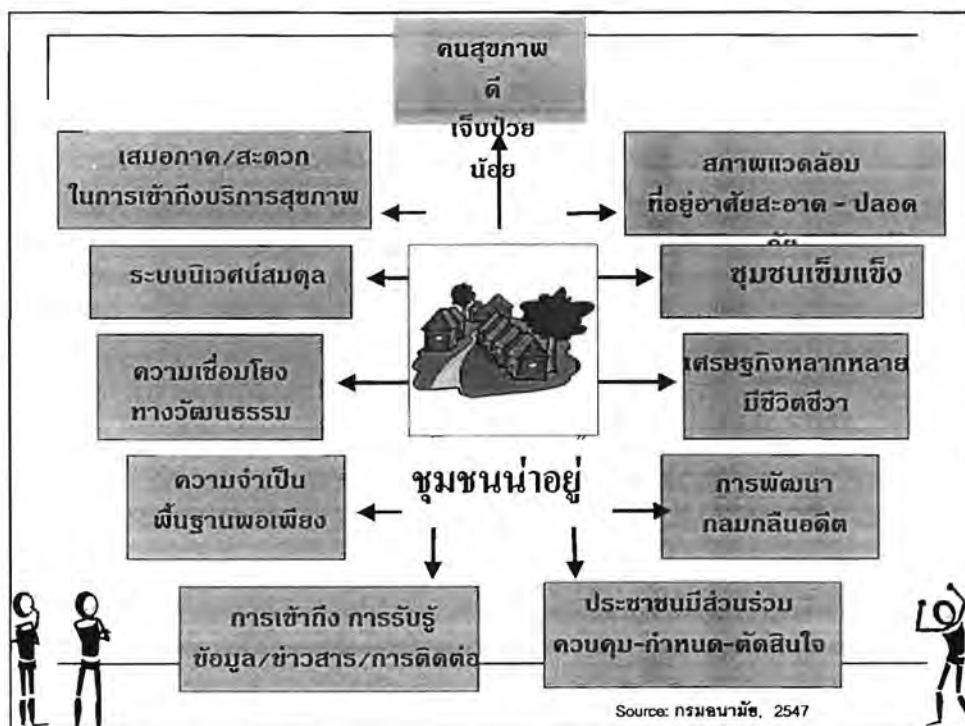 คนสุขภาพ
ดี
เจ็บป่วย
น้อย
เสมอภาค/สะดวก
ในการเข้าถึงบริการสุขภาพ
สภาพแวดล้อม
ที่อยู่อาศัยสะอาด - ปลอด
ภัย
ระบบนิเวศน์สมดุล
ชุมชนเข้มแข็ง
ความเชื่อมโยง
ทางวัฒนธรรม
เศรษฐกิจหลากหลาย
มีชีวิตชีวา
"ชุมชนน่าอยู่"
ความจำเป็น
พื้นฐานพอเพียง
การพัฒนา
กลมกลืนอดีต
การเข้าถึง การรับรู้
ข้อมูล/ข่าวสาร/การติดต่อ
ประชาชนมีส่วนร่วม
ควบคุม-กำหนด-ตัดสินใจ
Source: กรมอนามัย, 2547